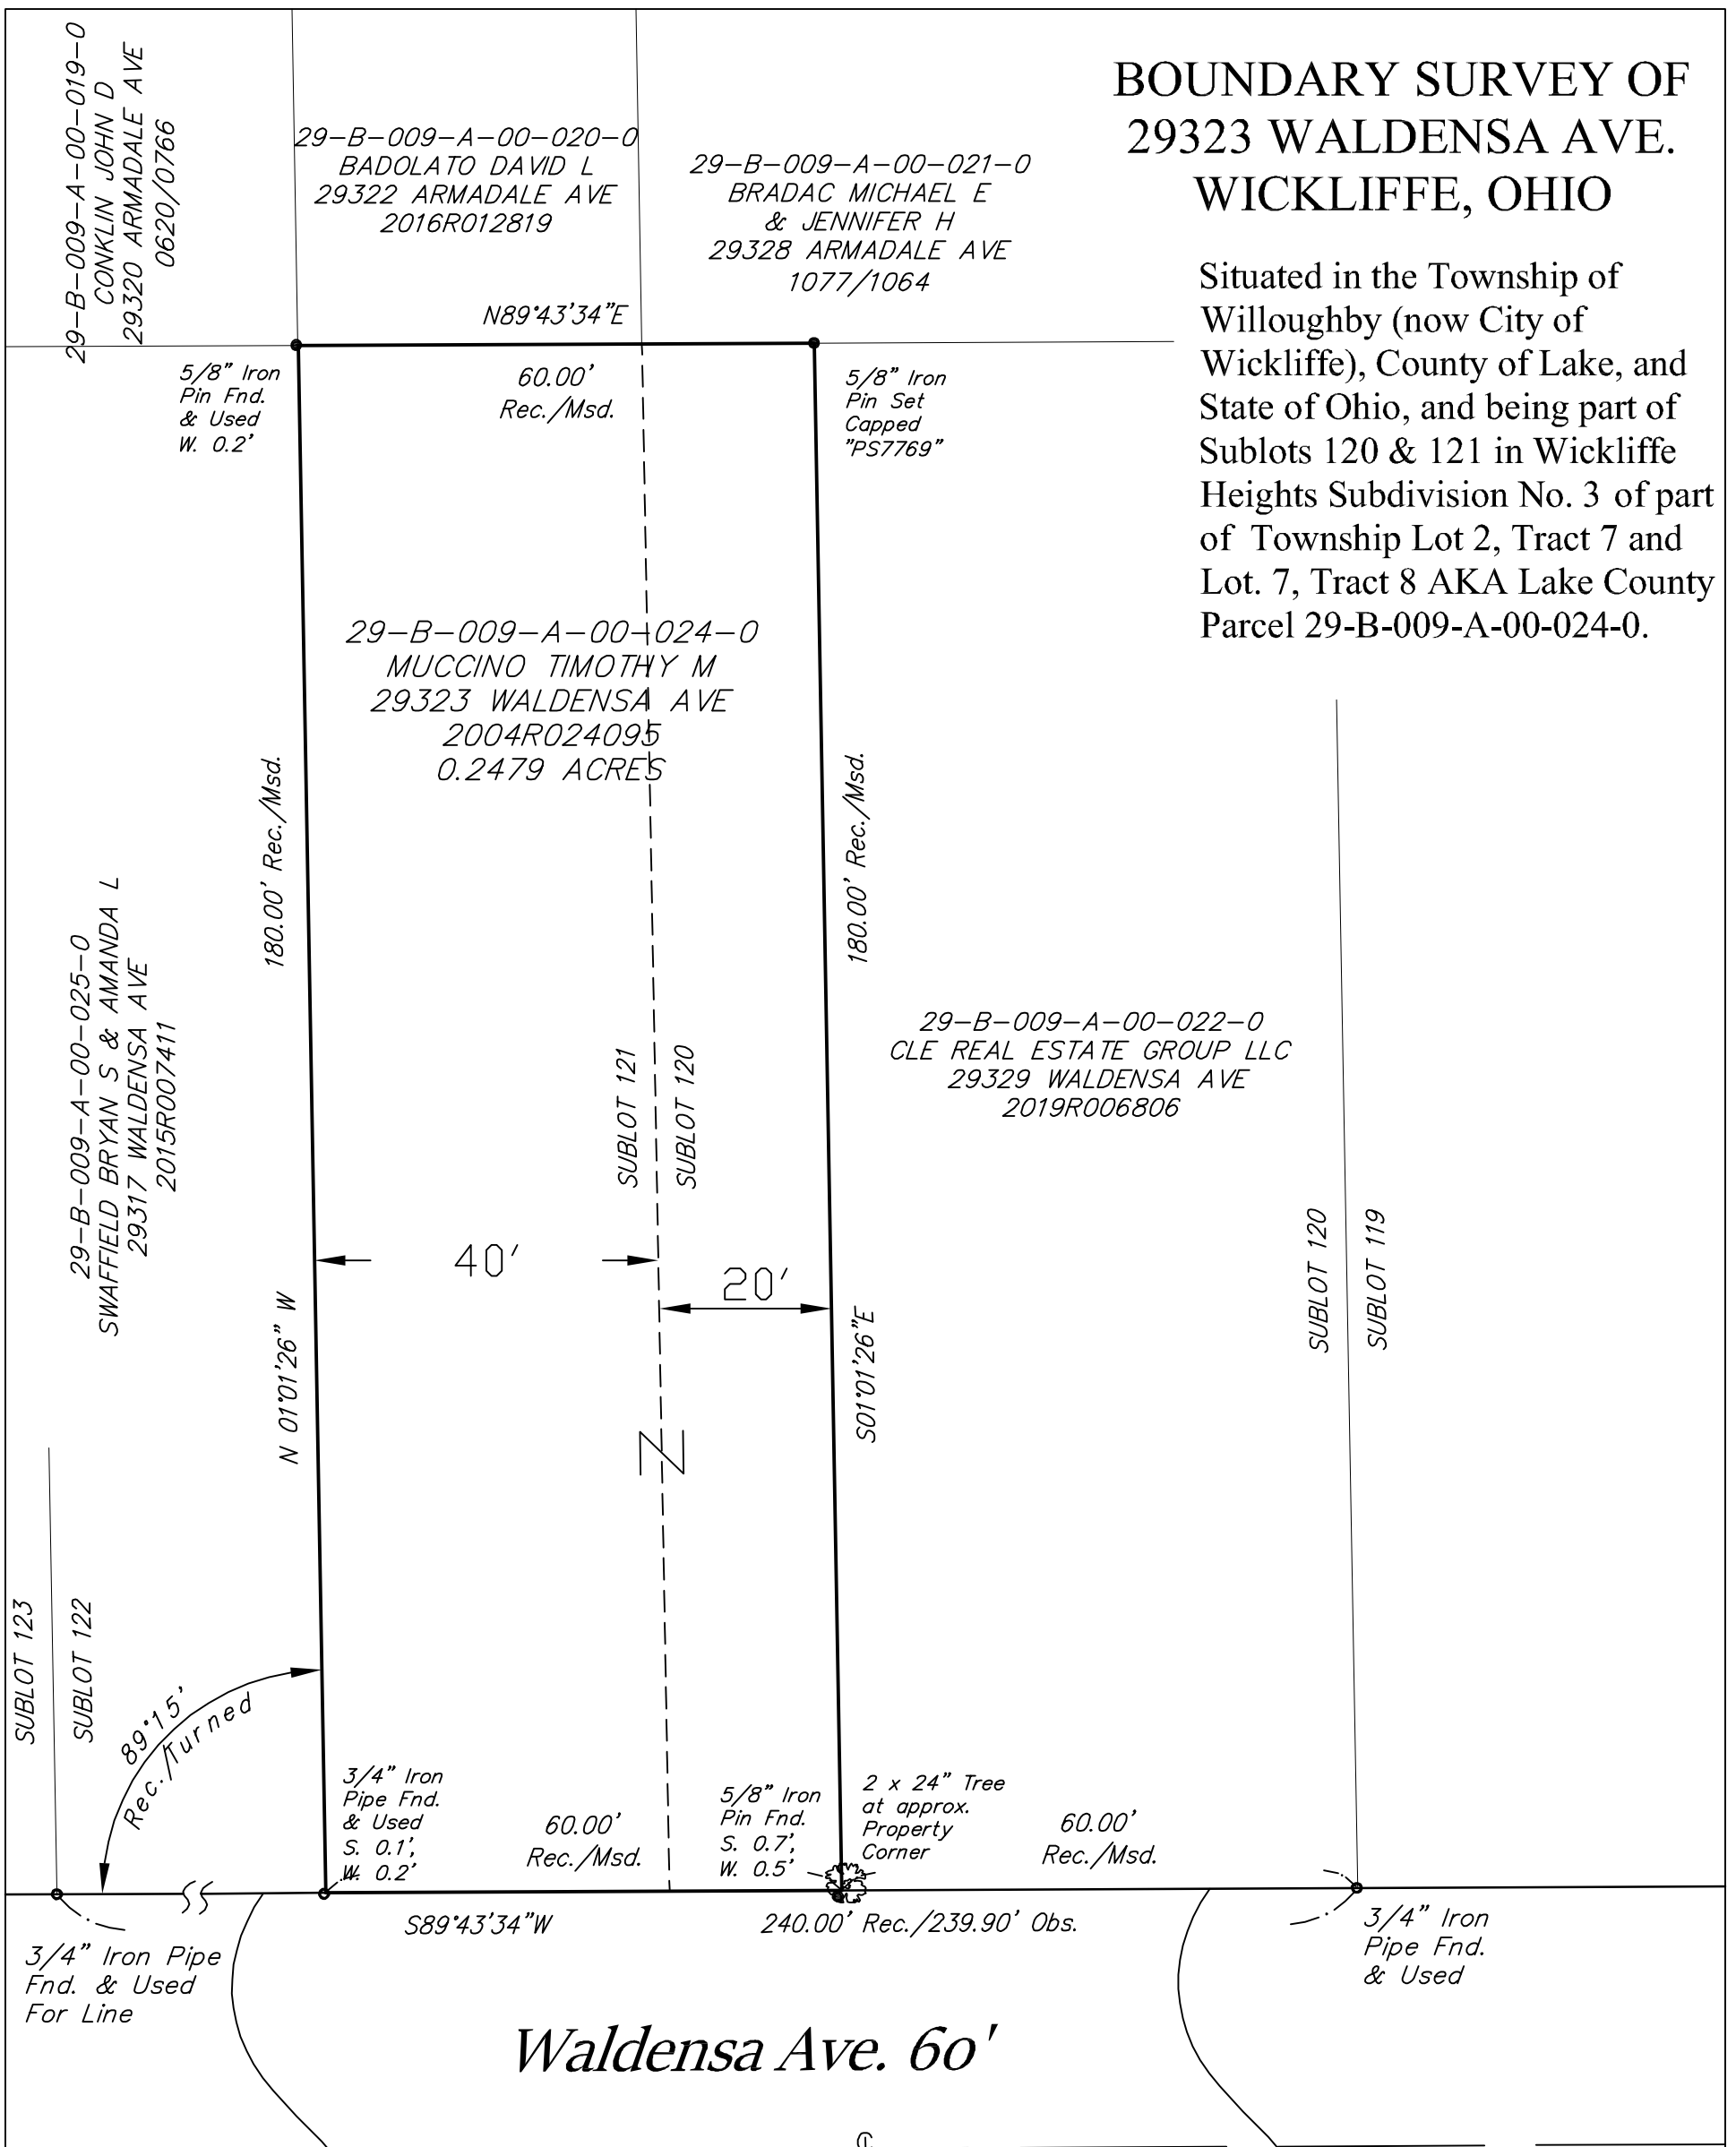 BOUNDARY SURVEY OF
29323 WALDENSA AVE.
WICKLIFFE, OHIO
Situated in the Township of
Willoughby (now City of
Wickliffe), County of Lake, and
State of Ohio, and being part of
Sublots 120 & 121 in Wickliffe
Heights Subdivision No. 3 of part
of Township Lot 2, Tract 7 and
Lot. 7, Tract 8 AKA Lake County
Parcel 29-B-009-A-00-024-0.
29-B-009-A-00-019-0
CONKLIN JOHN D
29320 ARMADALE AVE
0620/0766
29-B-009-A-00-020-0
BADOLATO DAVID L
29322 ARMADALE AVE
2016R012819
29-B-009-A-00-021-0
BRADAC MICHAEL E
& JENNIFER H
29328 ARMADALE AVE
1077/1064
N89°43'34"E
5/8" Iron
Pin Fnd.
& Used
W. 0.2'
60.00'
Rec./Msd.
5/8" Iron
Pin Set
Capped
"PS7769"
29-B-009-A-00-024-0
MUCCINO TIMOTHY M
29323 WALDENSA AVE
2004R024095
0.2479 ACRES
180.00' Rec./Msd.
180.00' Rec./Msd.
29-B-009-A-00-025-0
SWAFFIELD BRYAN S & AMANDA L
29317 WALDENSA AVE
2015R007411
29-B-009-A-00-022-0
CLE REAL ESTATE GROUP LLC
29329 WALDENSA AVE
2019R006806
SUBLOT 121
SUBLOT 120
40'
20'
SUBLOT 120
SUBLOT 119
N 01°01'26" W
S01°01'26"E
N
SUBLOT 123
SUBLOT 122
89°15'
Rec./Turned
3/4" Iron
Pipe Fnd.
& Used
S. 0.1',
W. 0.2'
60.00'
Rec./Msd.
5/8" Iron
Pin Fnd.
S. 0.7',
W. 0.5'
2 x 24" Tree
at approx.
Property
Corner
60.00'
Rec./Msd.
S89°43'34"W
240.00' Rec./239.90' Obs.
3/4" Iron Pipe
Fnd. & Used
For Line
3/4" Iron
Pipe Fnd.
& Used
Waldensa Ave. 60'